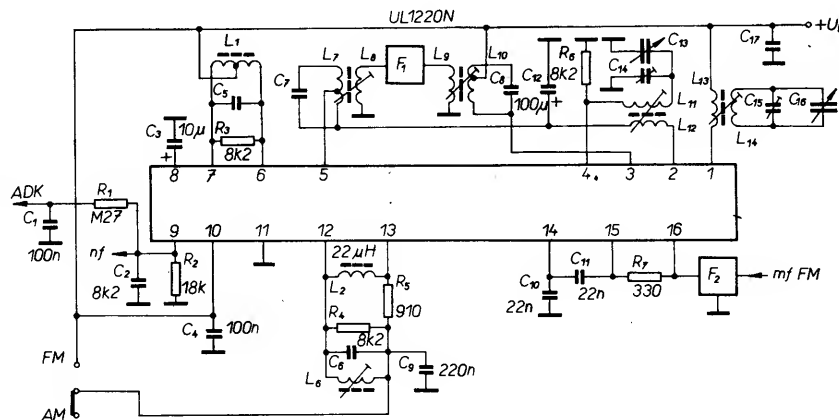 UL1220N
+U
L1
C5
R3
8k2
C3
10µ
+
L7
L8
F1
L9
L10
C7
C8
C12
100µ
+
R6
8k2
C13
C14
L11
L12
L13
L14
C15
C16
C17
8
7
6
5
4
3
2
1
ADK
R1
M27
C1
100n
nf
C2
8k2
R2
18k
C4
100n
9
10
11
12
13
14
15
16
22µH
L2
R5
910
R4
8k2
C6
L6
C9
220n
C10
22n
C11
22n
R7
330
F2
mf FM
FM
AM